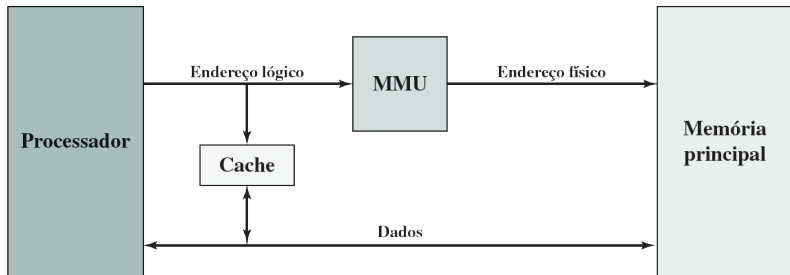 Processador
Endereço lógico
MMU
Endereço físico
Memória
principal
Cache
Dados